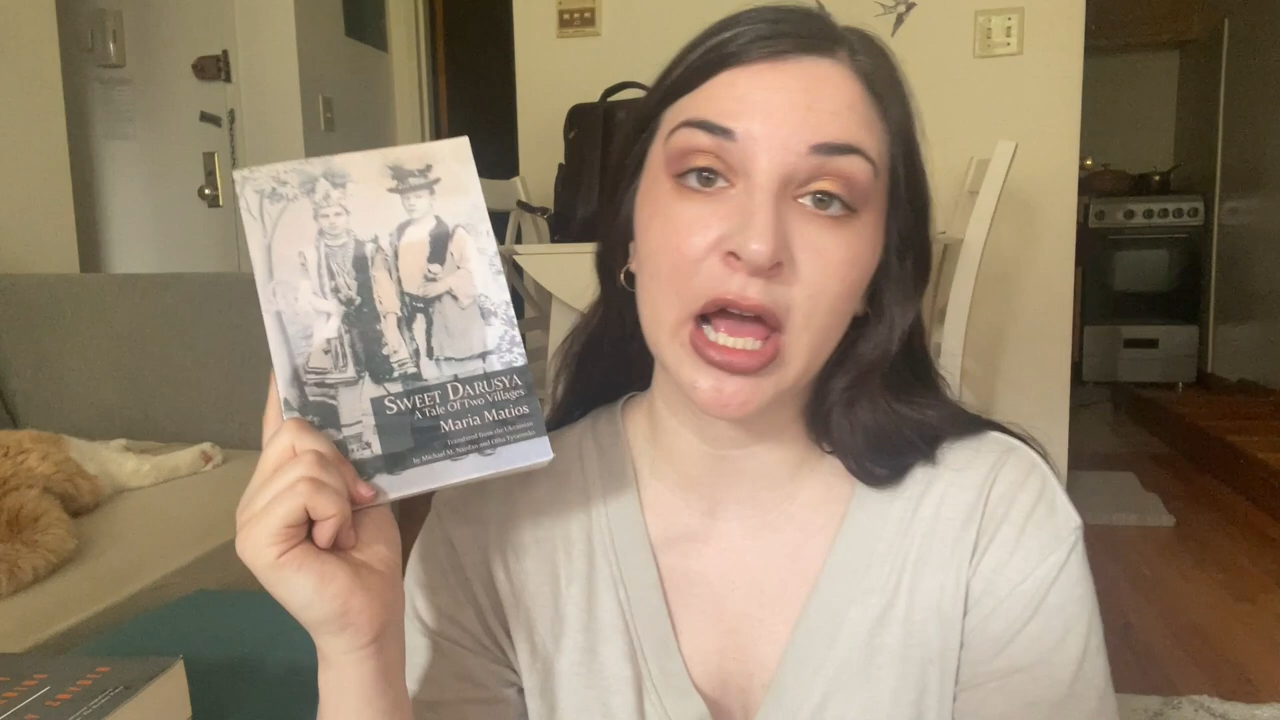 SWEET DARUSYA
A Tale Of Two Villages
Maria Matios
Translated from the Ukrainian
by Michael M. Naydan and Olha Tytarenko